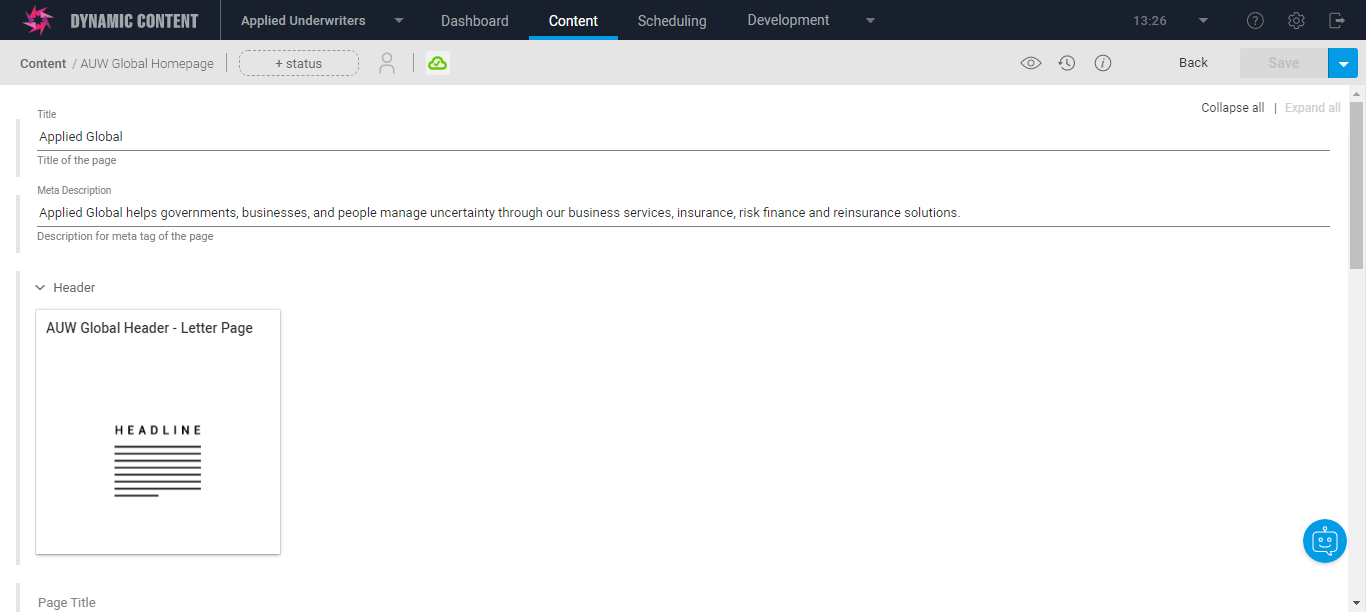 DYNAMIC CONTENT Applied Underwriters Dashboard Content Scheduling Development 13:26
Content / AUW Global Homepage + status Back Save
Collapse all | Expand all
Title
Applied Global
Title of the page
Meta Description
Applied Global helps governments, businesses, and people manage uncertainty through our business services, insurance, risk finance and reinsurance solutions.
Description for meta tag of the page
Header
AUW Global Header - Letter Page
HEADLINE
Page Title